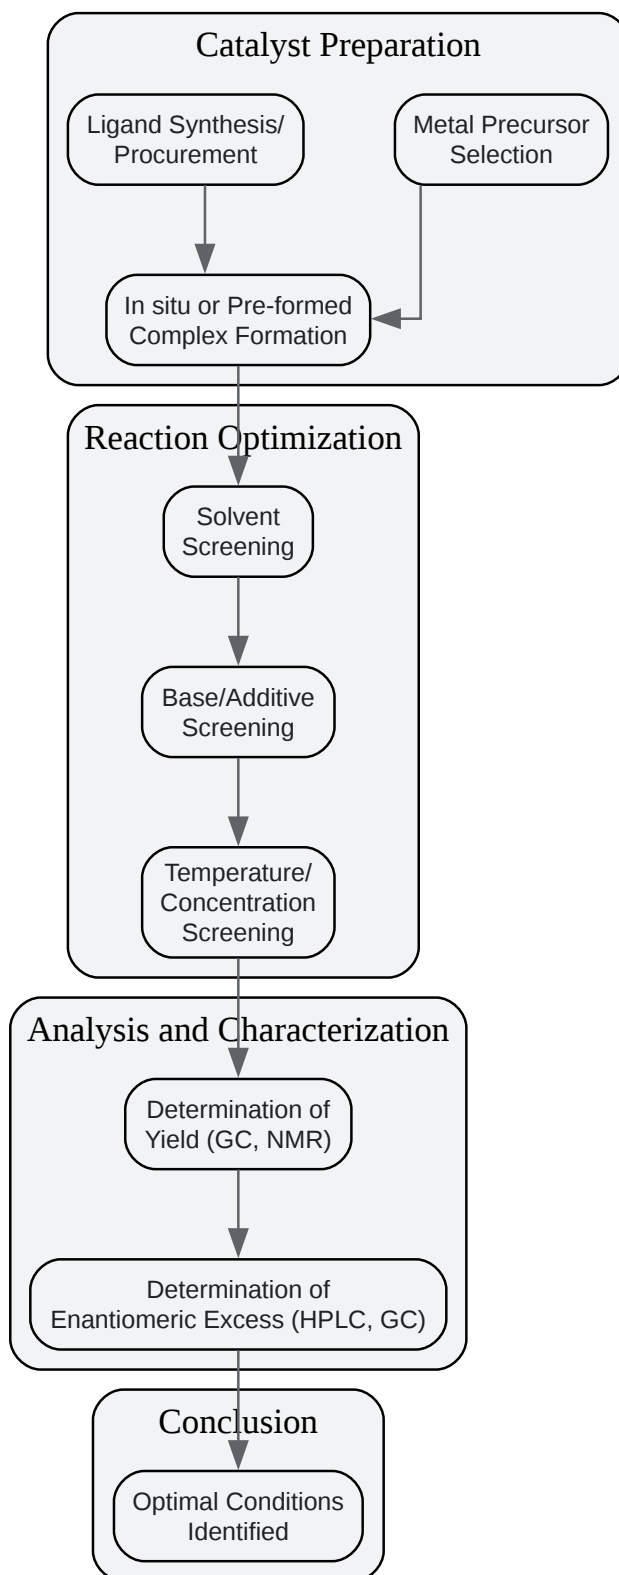 Catalyst Preparation
Ligand Synthesis/
Procurement
Metal Precursor
Selection
In situ or Pre-formed
Complex Formation
Reaction Optimization
Solvent
Screening
Base/Additive
Screening
Temperature/
Concentration
Screening
Analysis and Characterization
Determination of
Yield (GC, NMR)
Determination of
Enantiomeric Excess (HPLC, GC)
Conclusion
Optimal Conditions
Identified